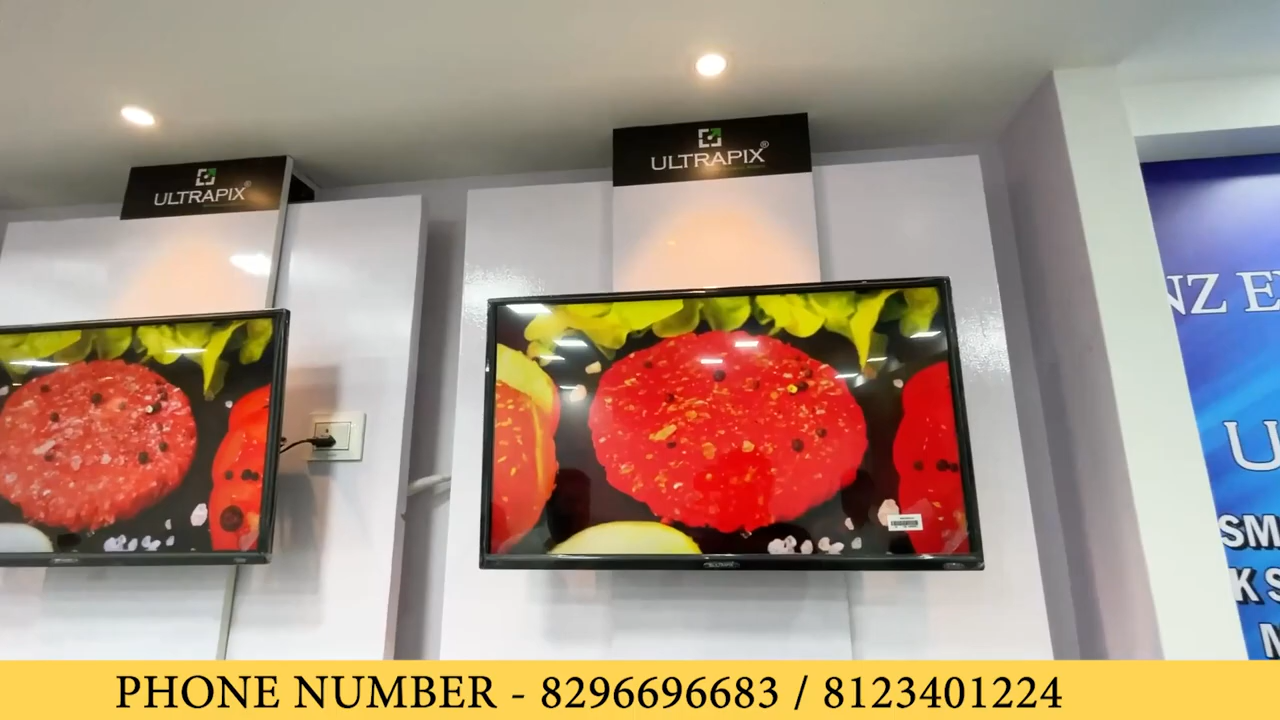 ULTRAPIX®
ULTRAPIX®
NZ E
U
SM
K S
M
PHONE NUMBER - 8296696683 / 8123401224